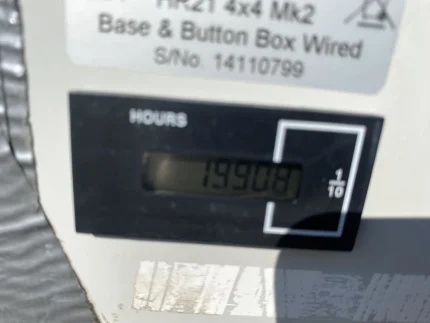 HR21 4x4 Mk2
Base & Button Box Wired
S/No. 14110799
HOURS
19908
1/10